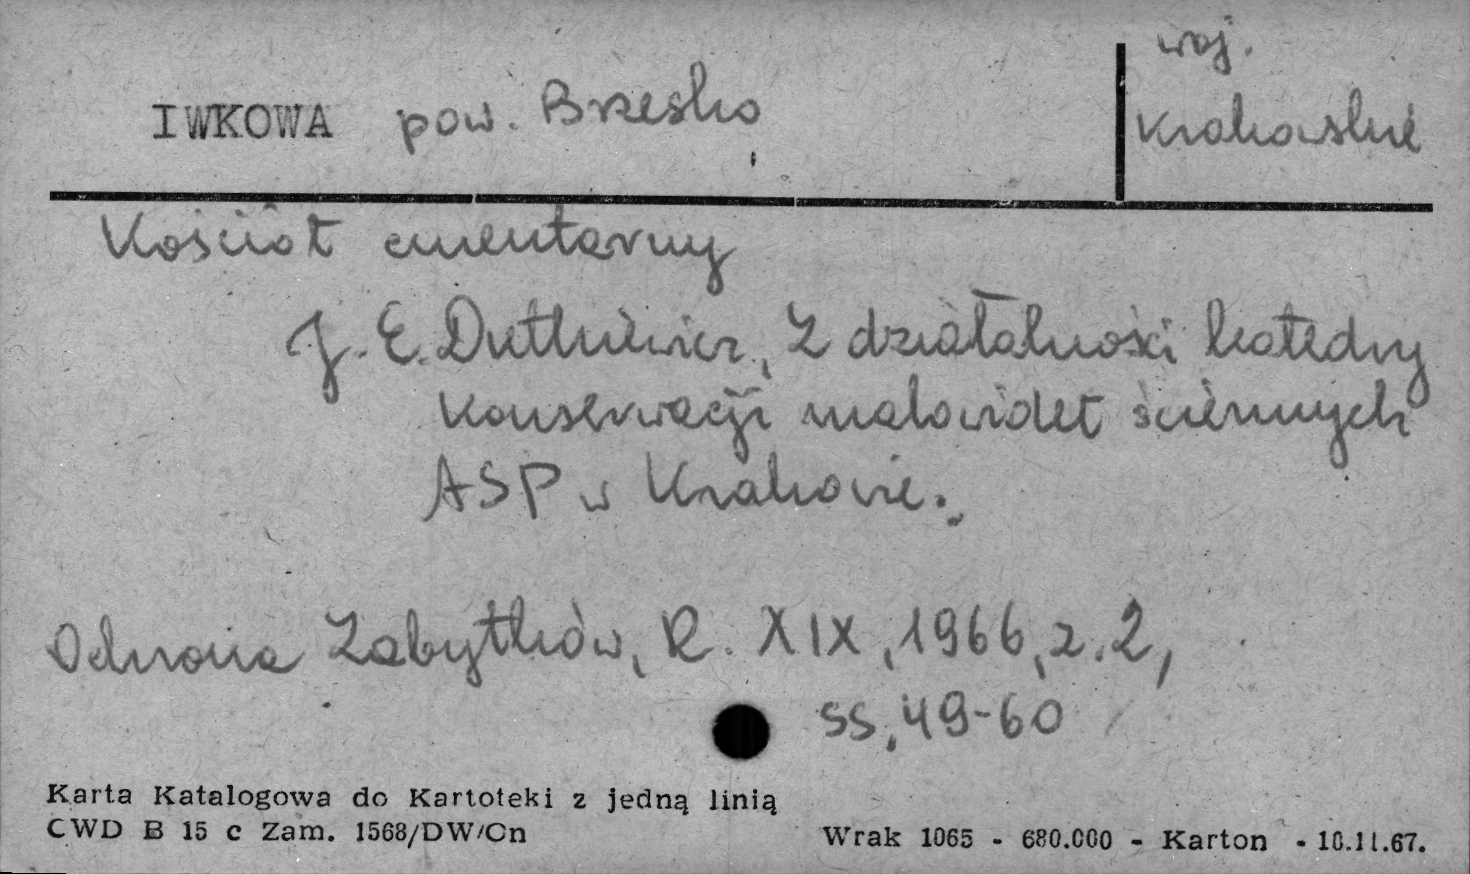 IWKOWA pow. Brzesko
woj.
Krakowskie
Kościół cmentarny
J. E. Dutkiewicz, Z działalności katedry
Konserwacji malowideł ściennych
ASP w Krakowie.
Ochrona Zabytków, R. XIX, 1966, z. 2,
ss. 49-60
Karta Katalogowa do Kartoteki z jedną linią
CWD B 15 c Zam. 1568/DW/Cn
Wrak 1065 - 680.000 - Karton - 10.11.67.